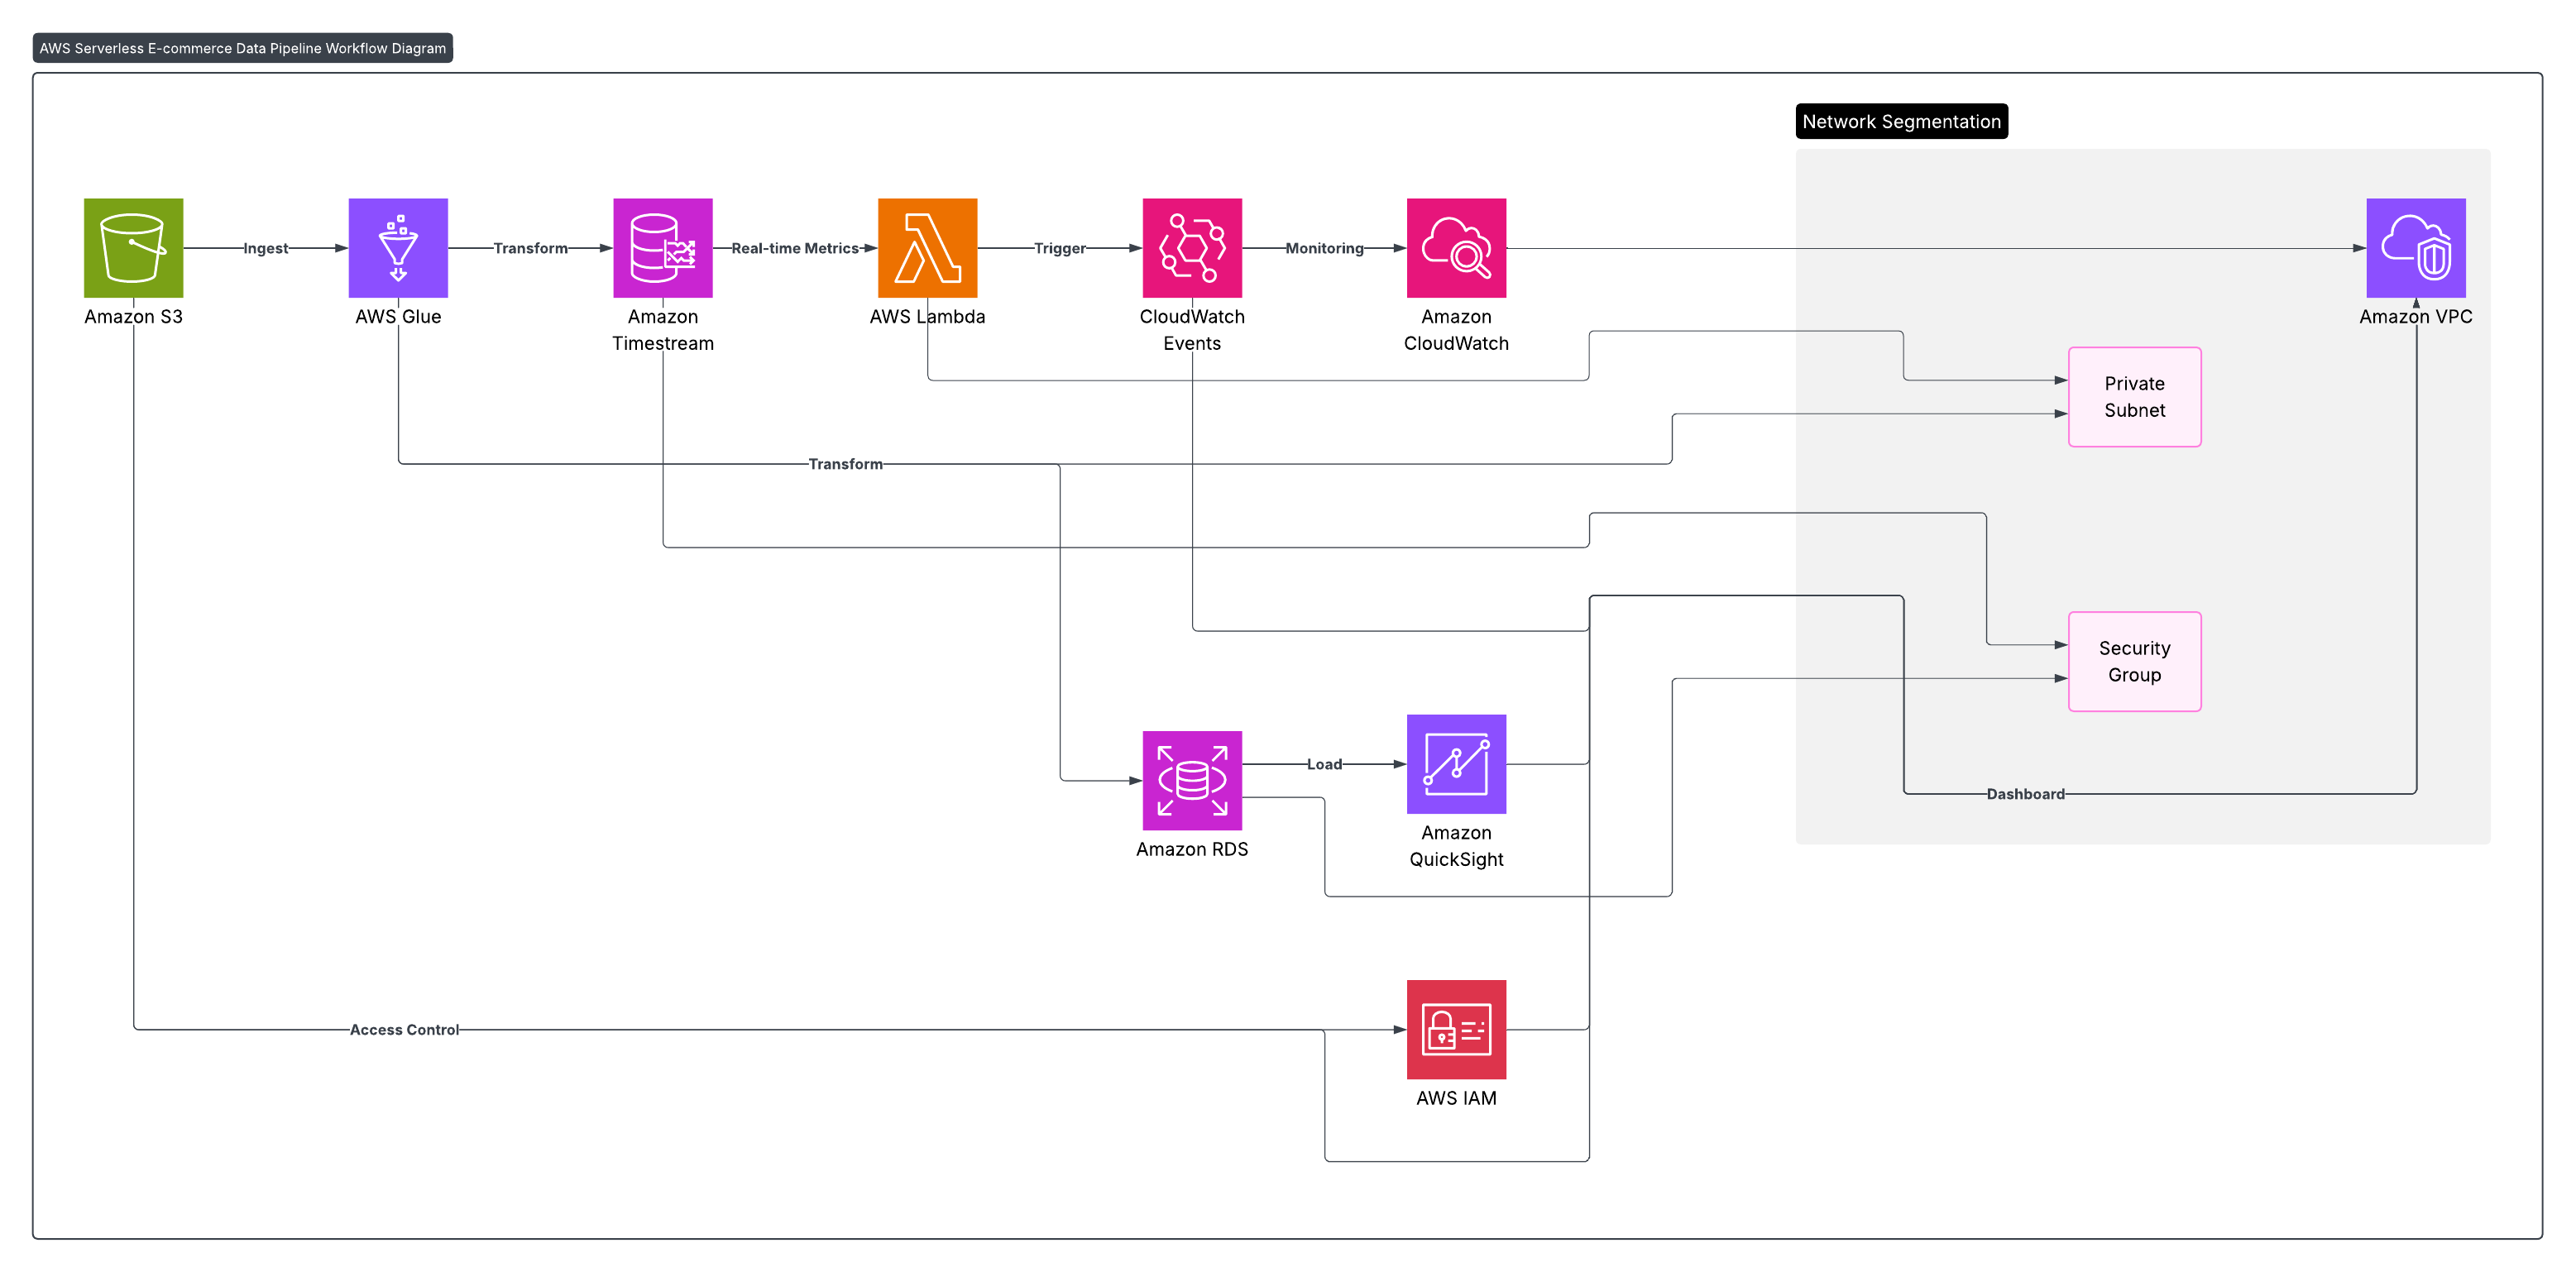 AWS Serverless E-commerce Data Pipeline Workflow Diagram
Network Segmentation
Ingest
Transform
Real-time Metrics
Trigger
Monitoring
Amazon S3
AWS Glue
Amazon
Timestream
AWS Lambda
CloudWatch
Events
Amazon
CloudWatch
Amazon VPC
Private
Subnet
Transform
Security
Group
Load
Dashboard
Amazon RDS
Amazon
QuickSight
Access Control
AWS IAM